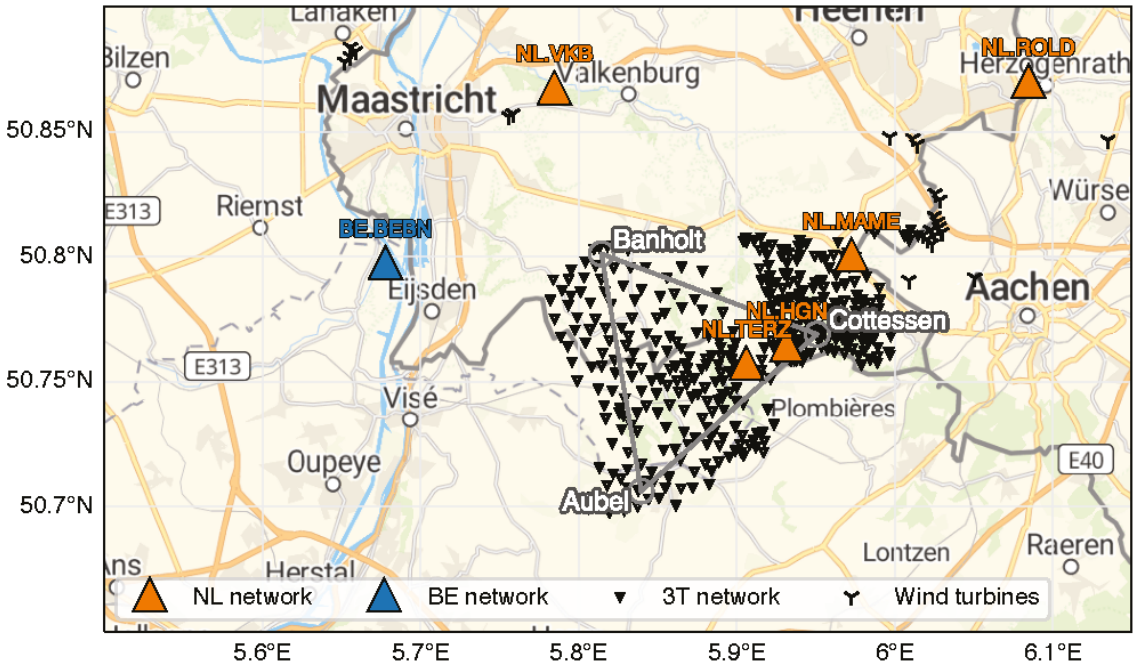 Lanaken
Heerlen
Bilzen
NL.VKB
NL.ROLD
Valkenburg
Herzogenrath
Maastricht
50.85°N
Würse
E313
Riemst
NL.MAME
BE.BEBN
Banholt
50.8°N
Eijsden
Aachen
NL.HGN
Cottessen
NL.TERZ
E313
50.75°N
Visé
Plombières
Oupeye
E40
Aubel
50.7°N
Lontzen
Raeren
Ans
Herstal
NL network
BE network
3T network
Wind turbines
5.6°E
5.7°E
5.8°E
5.9°E
6°E
6.1°E